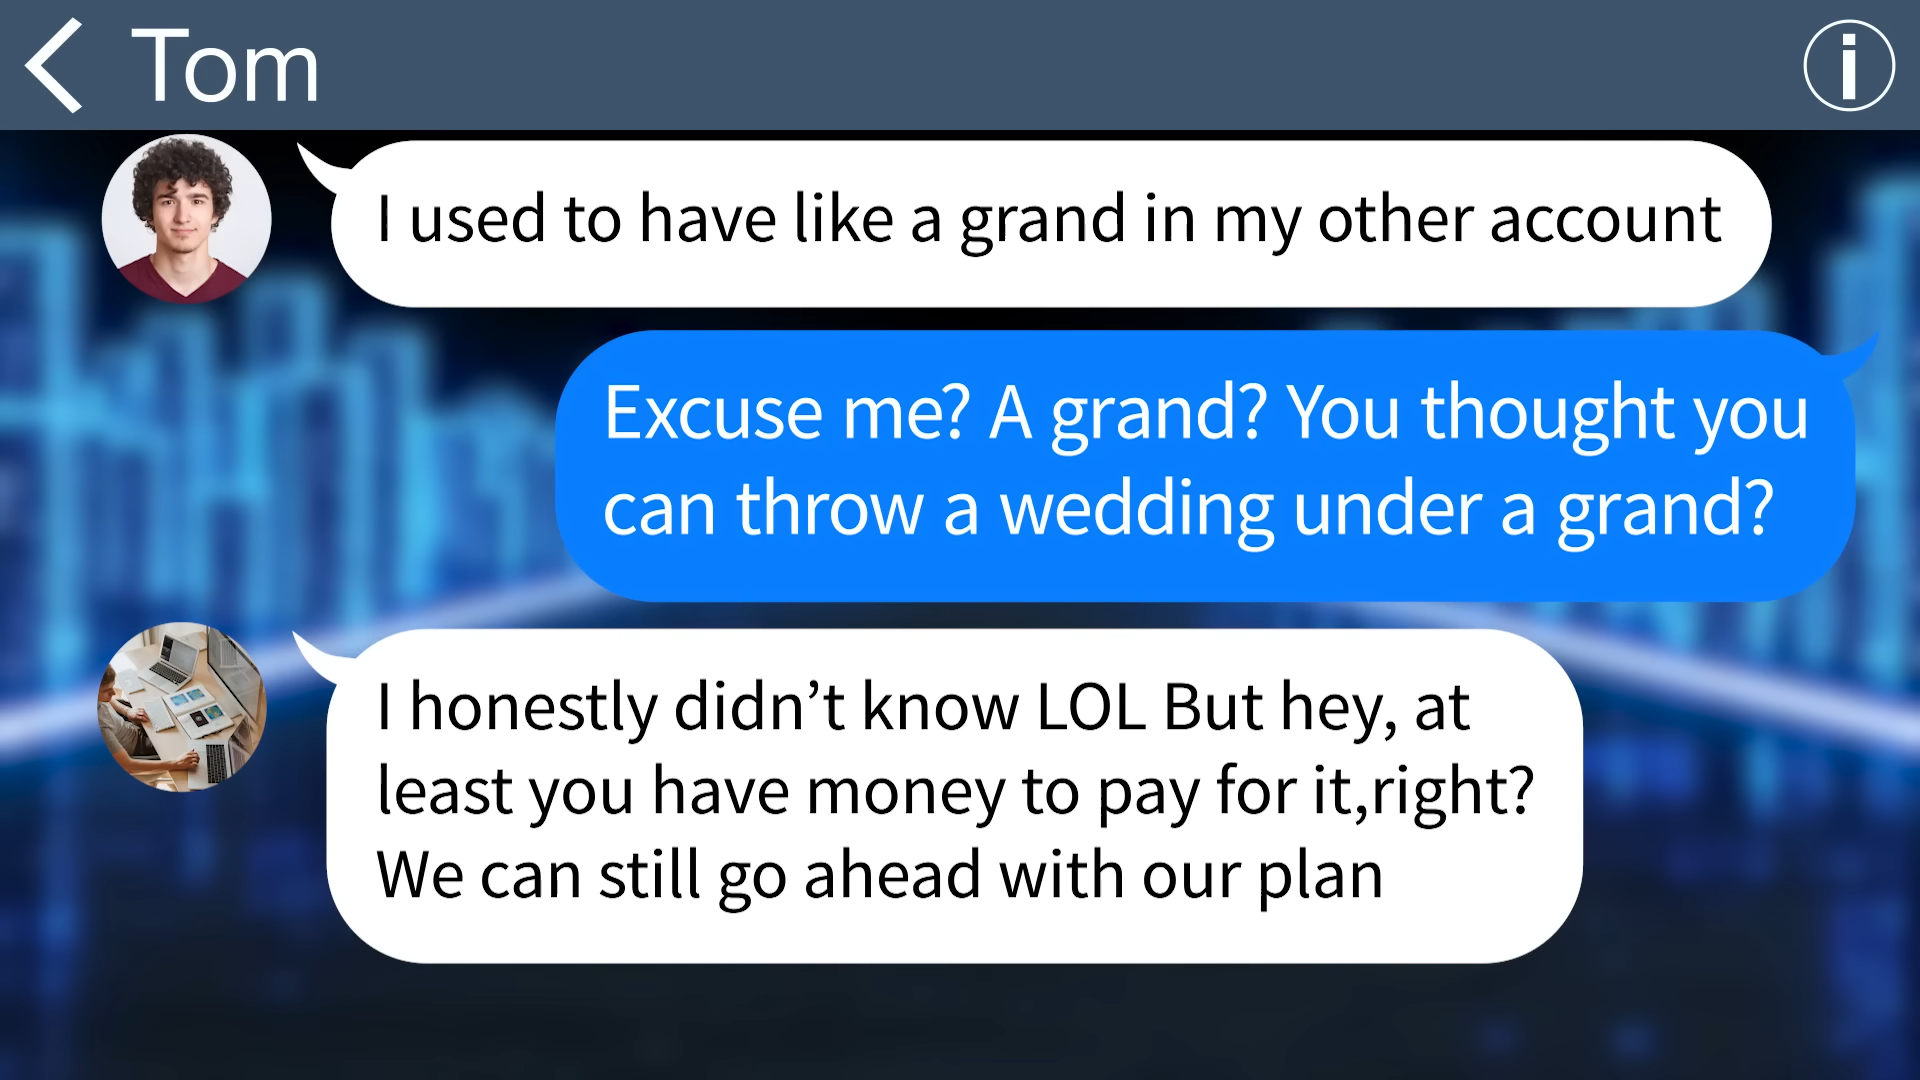 Tom
I used to have like a grand in my other account
Excuse me? A grand? You thought you
can throw a wedding under a grand?
I honestly didn’t know LOL But hey, at
least you have money to pay for it,right?
We can still go ahead with our plan